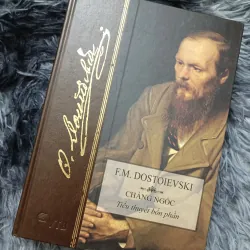 F.M. DOSTOIEVSKI
CHÀNG NGỐC
Tiểu thuyết bốn phần